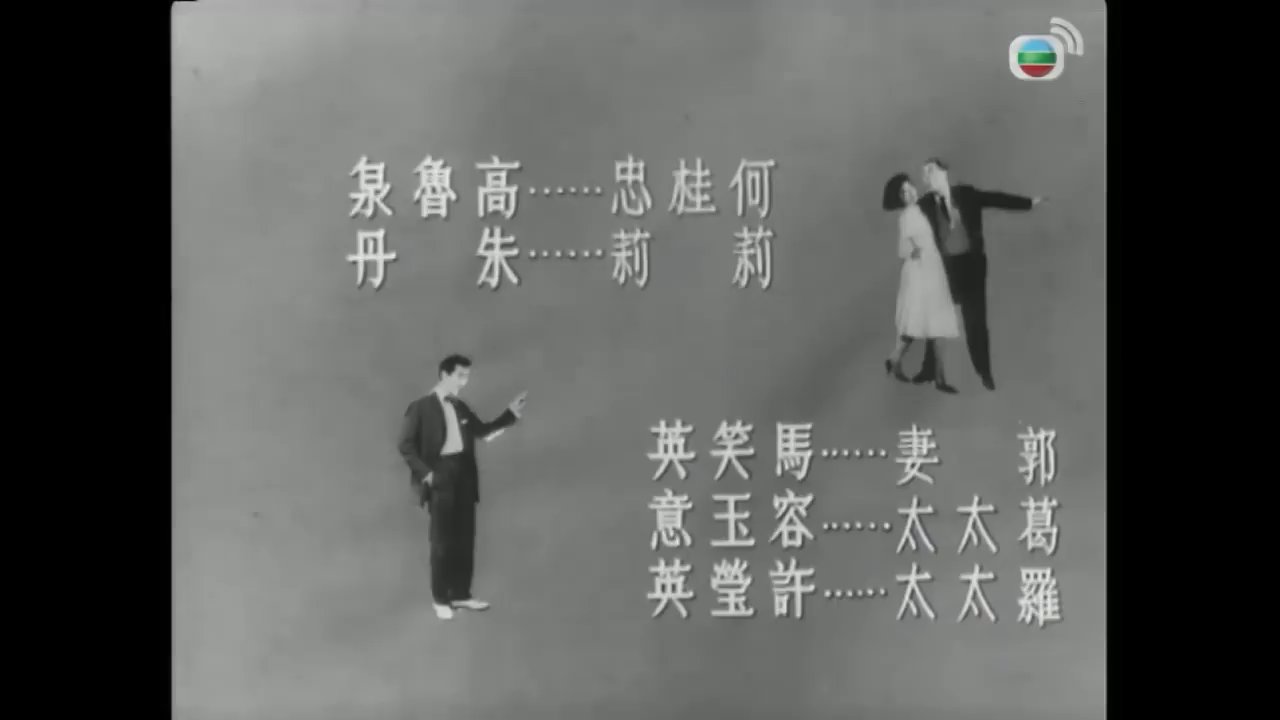 何桂忠……高魯泉
莉莉……朱丹
郭妻……馬笑英
葛太太……容玉意
羅太太……許瑩英